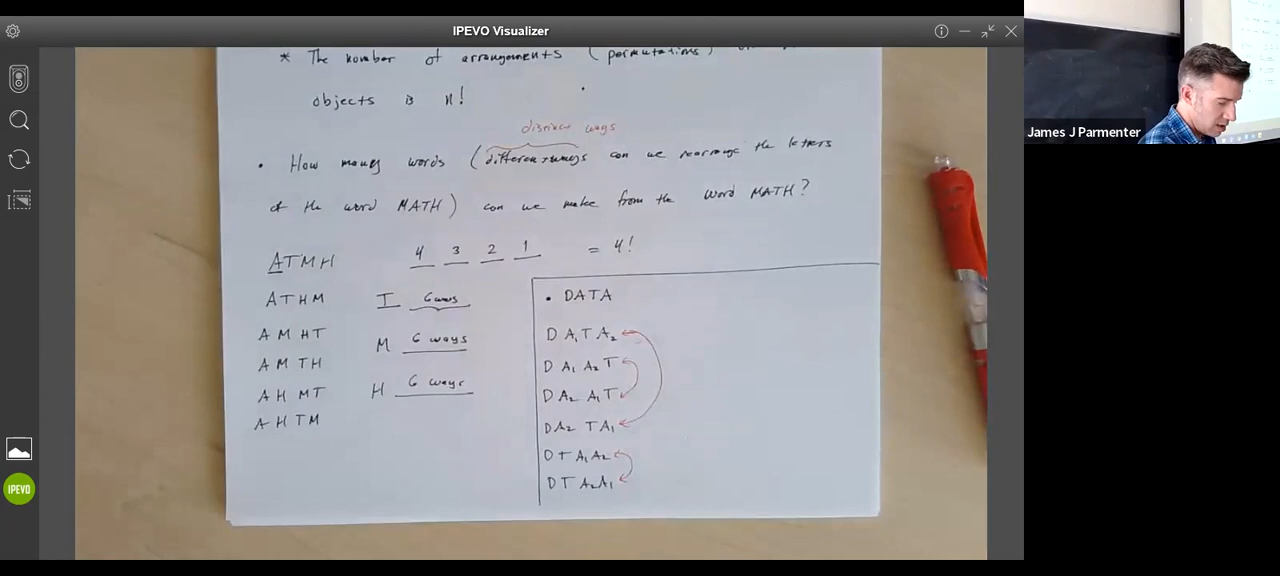 IPEVO Visualizer
* The number of arrangements (permutations)
objects is n!
distinct ways
• How many words (different ways can we rearrange the letters
of the word MATH) can we make from the word MATH?
ATMH 4 3 2 1 = 4!
ATHM T 6 ways
AMHT M 6 ways
AMTH
AHMT H 6 ways
AHTM
• DATA
D A₁ T A₂
D A₁ A₂ T
D A₂ A₁ T
D A₂ T A₁
D T A₁ A₂
D T A₂ A₁
IPEVO
James J Parmenter